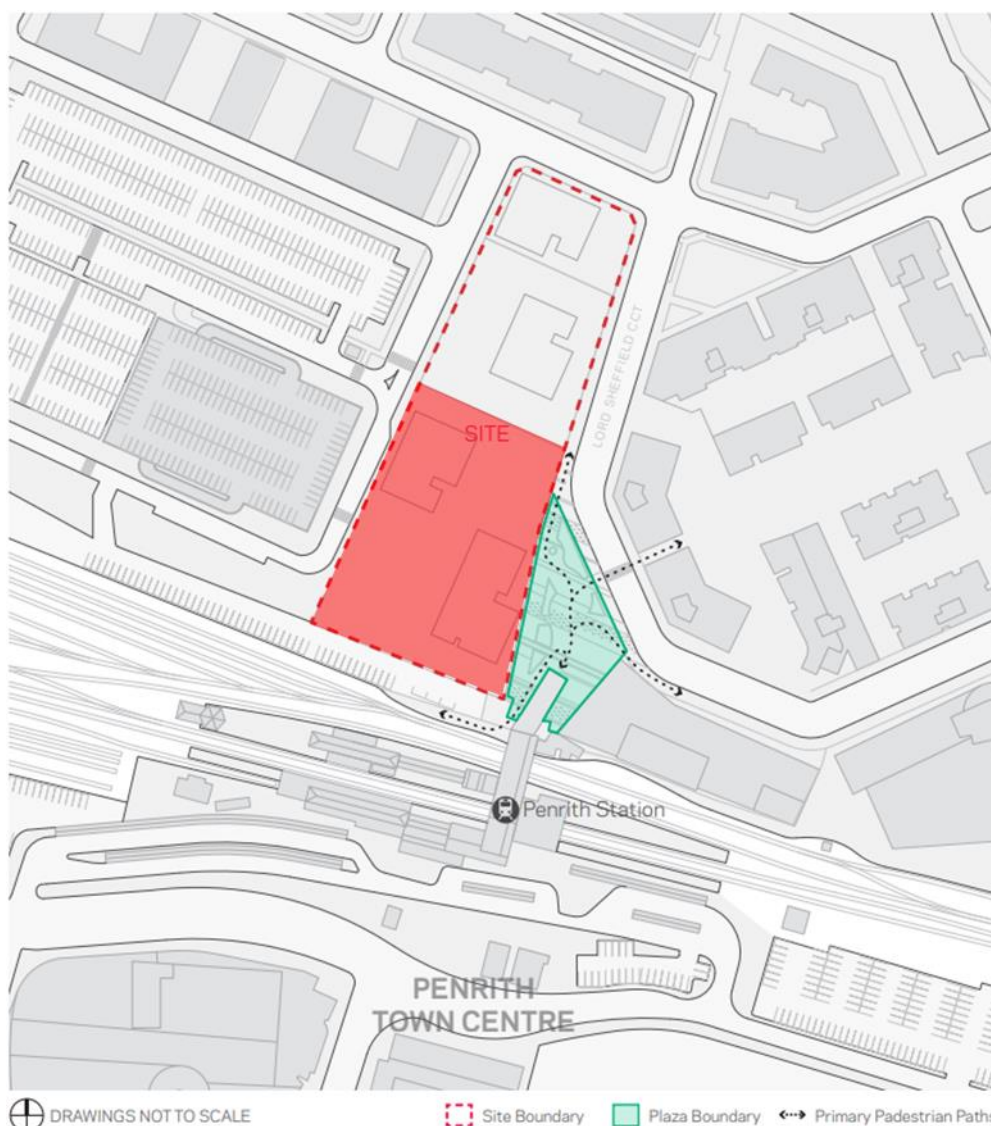 SITE
LORD SHEFFIELD CCT
Penrith Station
PENRITH
TOWN CENTRE
DRAWINGS NOT TO SCALE
Site Boundary
Plaza Boundary
Primary Padestrian Paths